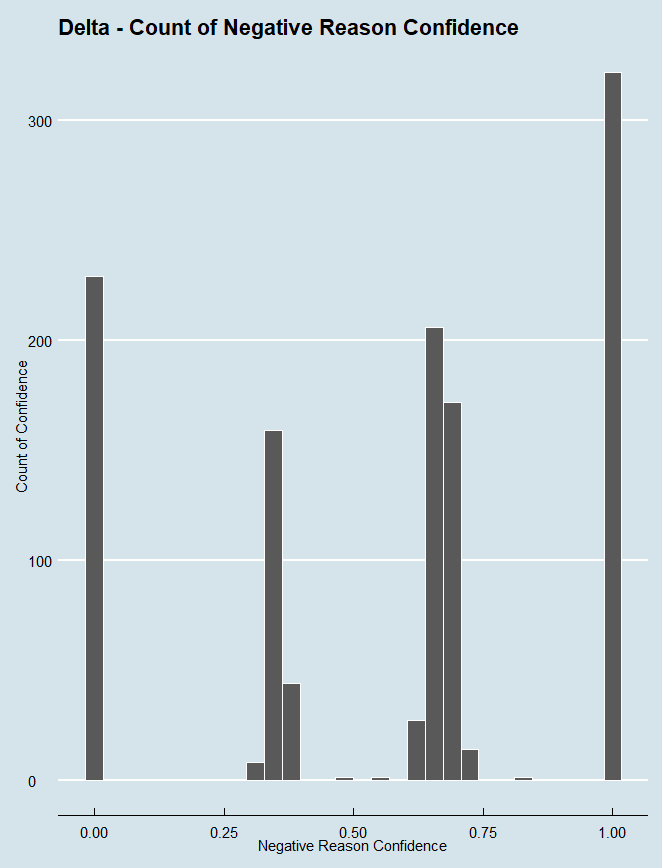 Delta - Count of Negative Reason Confidence
300
200
100
0
Count of Confidence
0.00 0.25 0.50 0.75 1.00
Negative Reason Confidence